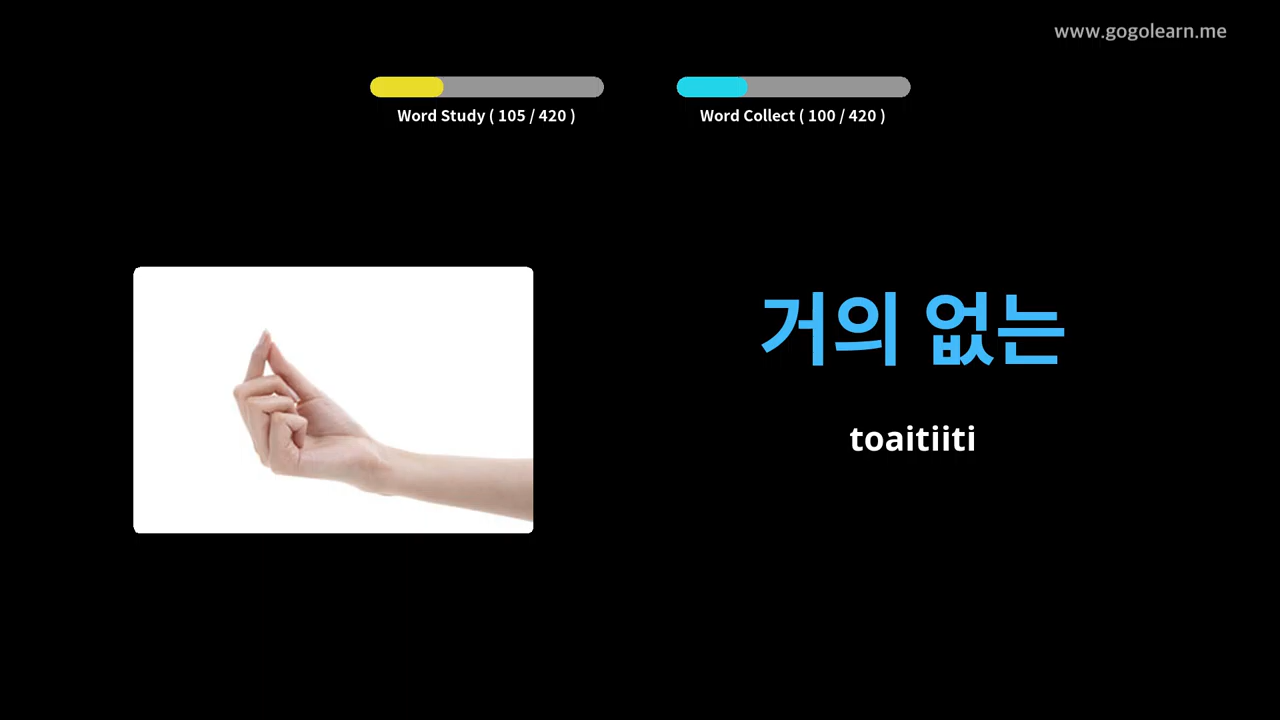 www.gogolearn.me
Word Study ( 105 / 420 )
Word Collect ( 100 / 420 )
거의 없는
toaitiiti